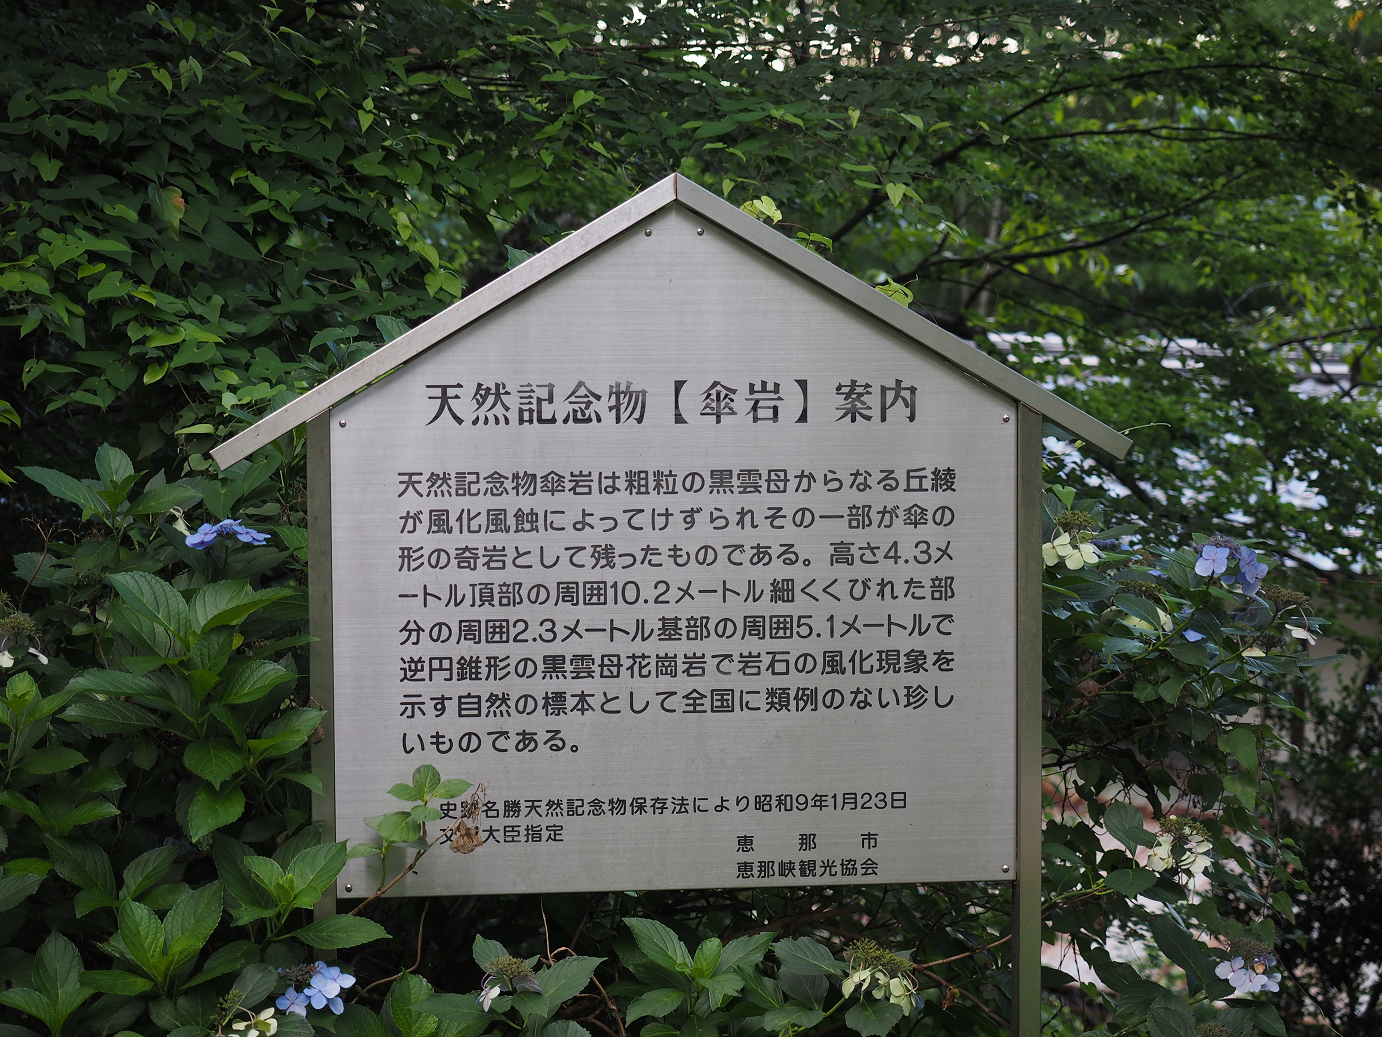 天然記念物【傘岩】案内
天然記念物傘岩は粗粒の黒雲母からなる丘綾
が風化風蝕によってけずられその一部が傘の
形の奇岩として残ったものである。高さ4.3メ
ートル頂部の周囲10.2メートル細くくびれた部
分の周囲2.3メートル基部の周囲5.1メートルで
逆円錐形の黒雲母花崗岩で岩石の風化現象を
示す自然の標本として全国に類例のない珍し
いものである。
史 名勝天然記念物保存法により昭和9年1月23日
文 大臣指定
恵那市
恵那峡観光協会